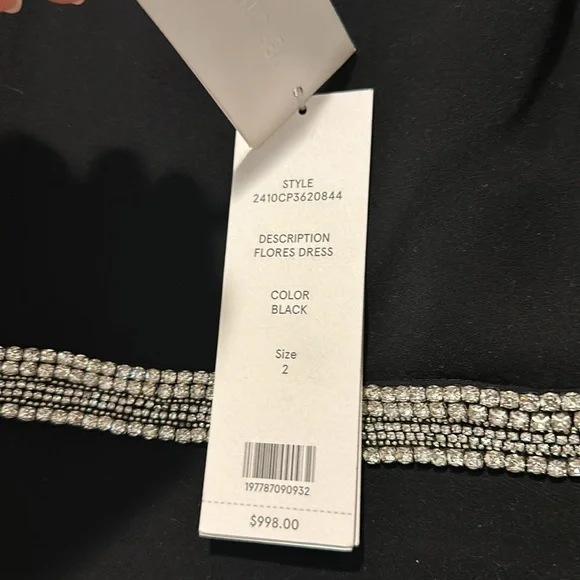 STYLE
2410CP3620844
DESCRIPTION
FLORES DRESS
COLOR
BLACK
Size
2
197787090932
$998.00